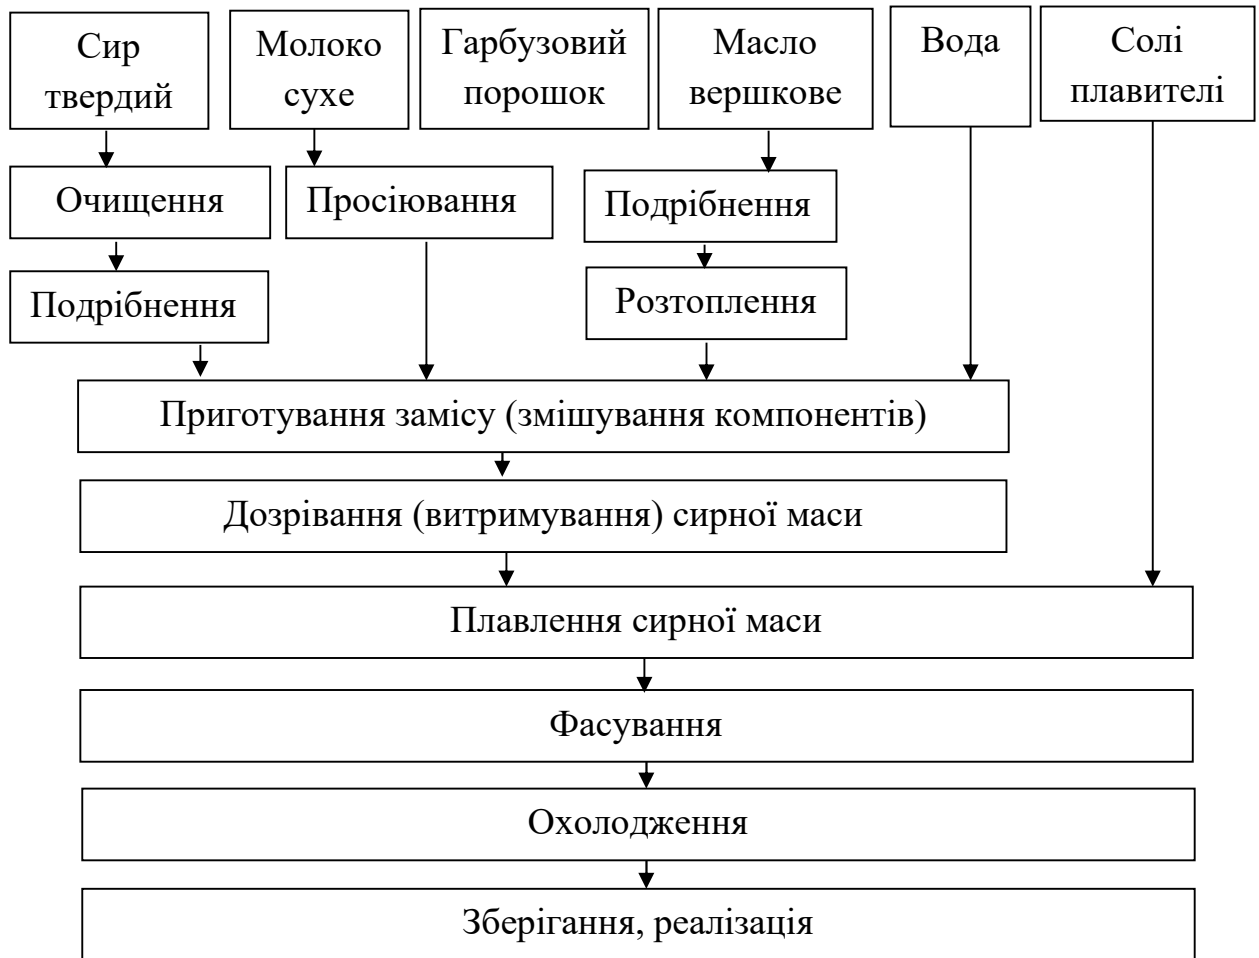 Сир
твердий
Молоко
сухе
Гарбузовий
порошок
Масло
вершкове
Вода
Солі
плавителі
Очищення
Просіювання
Подрібнення
Подрібнення
Розтоплення
Приготування замісу (змішування компонентів)
Дозрівання (витримування) сирної маси
Плавлення сирної маси
Фасування
Охолодження
Зберігання, реалізація